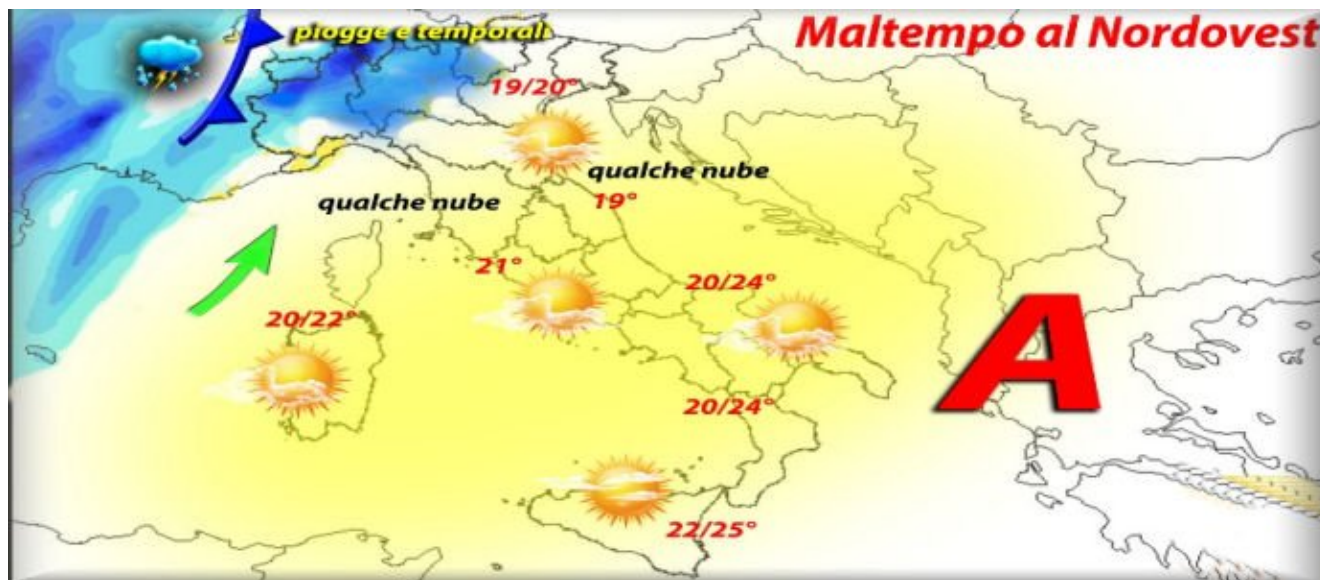 piogge e temporali
Maltempo al Nordovest
19/20°
qualche nube
19°
qualche nube
21°
20/24°
20/22°
A
20/24°
22/25°